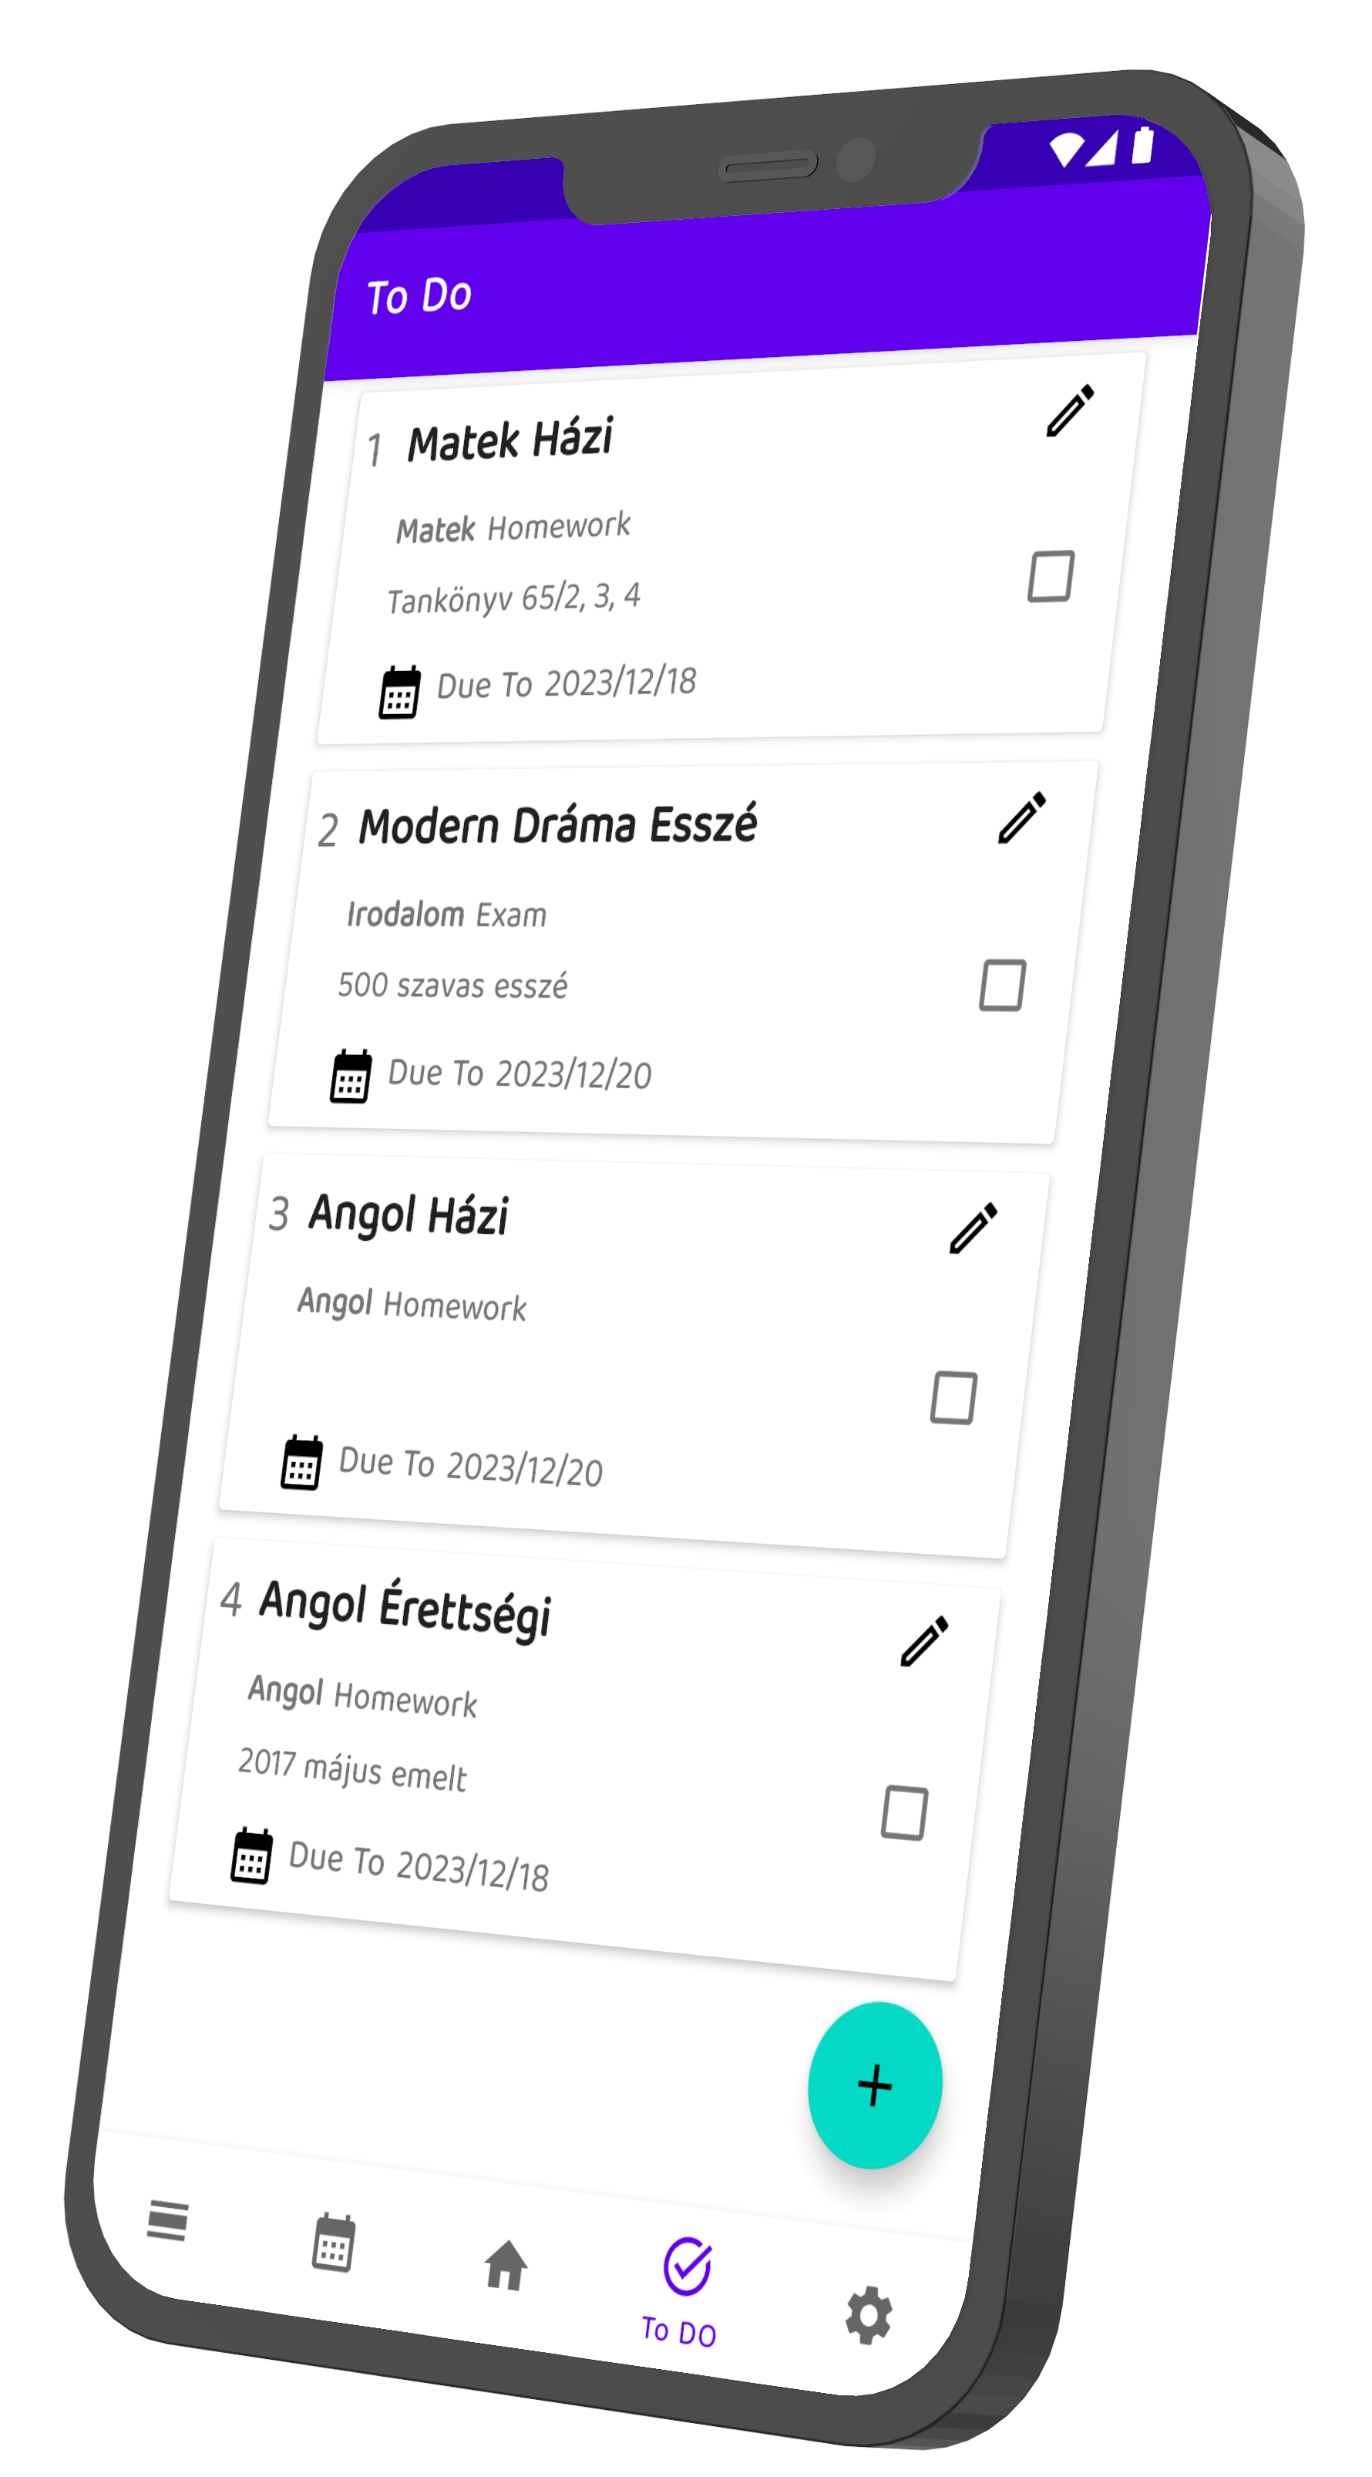 To Do
1 Matek Házi
Matek Homework
Tankönyv 65/2, 3, 4
Due To 2023/12/18
2 Modern Dráma Esszé
Irodalom Exam
500 szavas esszé
Due To 2023/12/20
3 Angol Házi
Angol Homework
Due To 2023/12/20
4 Angol Érettségi
Angol Homework
2017 május emelt
Due To 2023/12/18
+
To DO